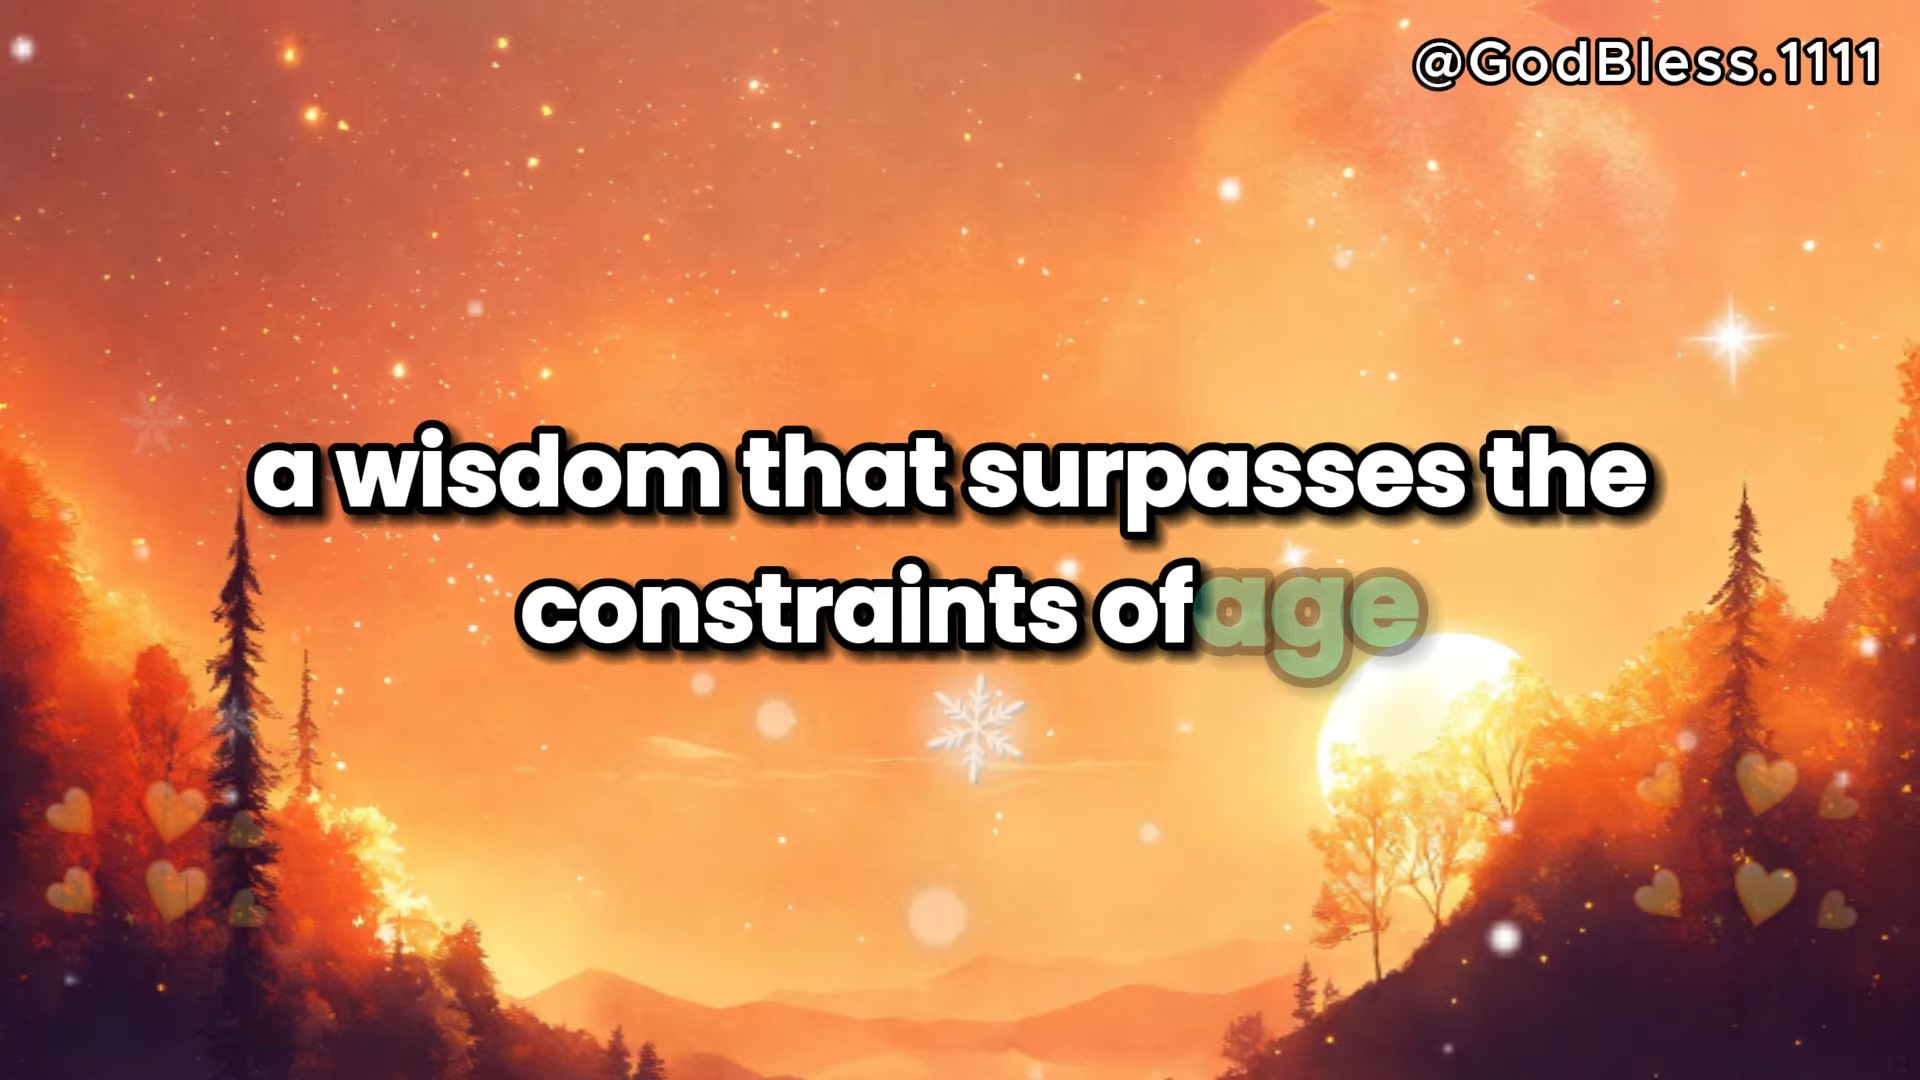 @GodBless.1111
a wisdom that surpasses the
constraints of age